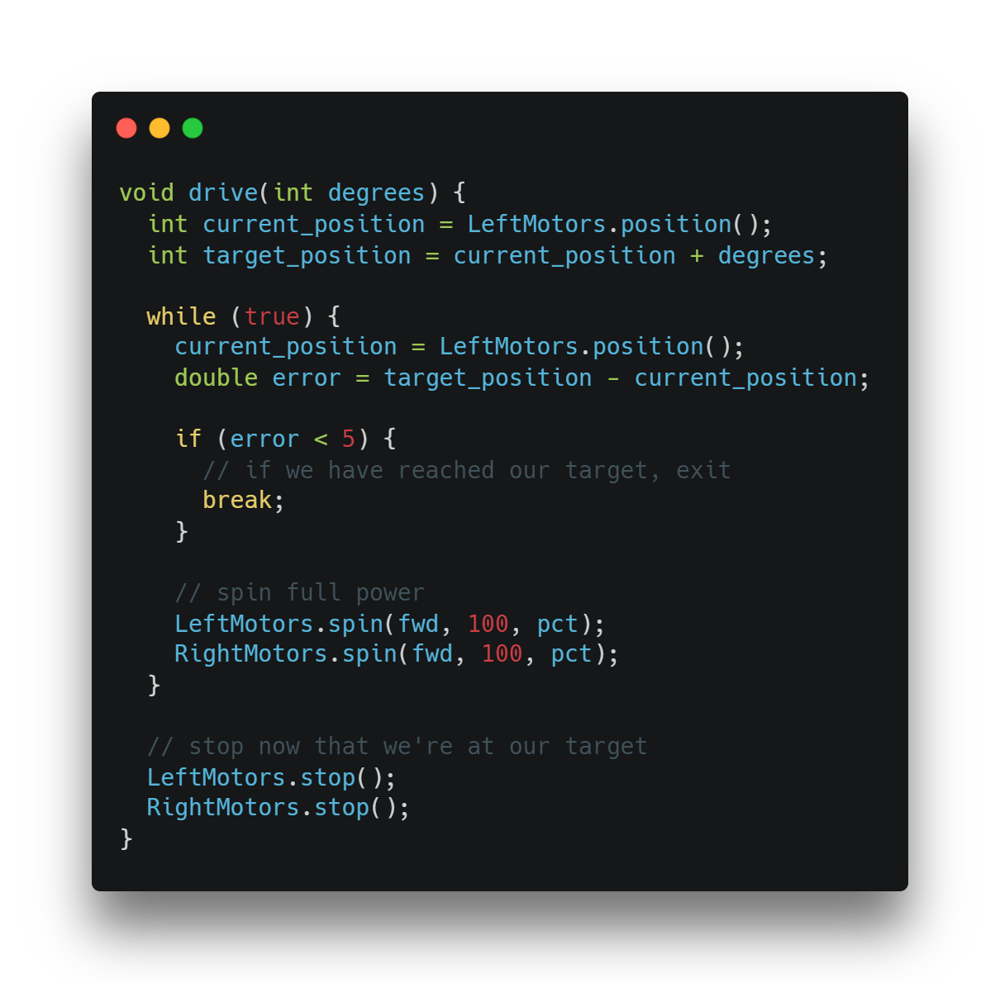 void drive(int degrees) {
  int current_position = LeftMotors.position();
  int target_position = current_position + degrees;

  while (true) {
    current_position = LeftMotors.position();
    double error = target_position - current_position;

    if (error < 5) {
      // if we have reached our target, exit
      break;
    }

    // spin full power
    LeftMotors.spin(fwd, 100, pct);
    RightMotors.spin(fwd, 100, pct);
  }

  // stop now that we're at our target
  LeftMotors.stop();
  RightMotors.stop();
}